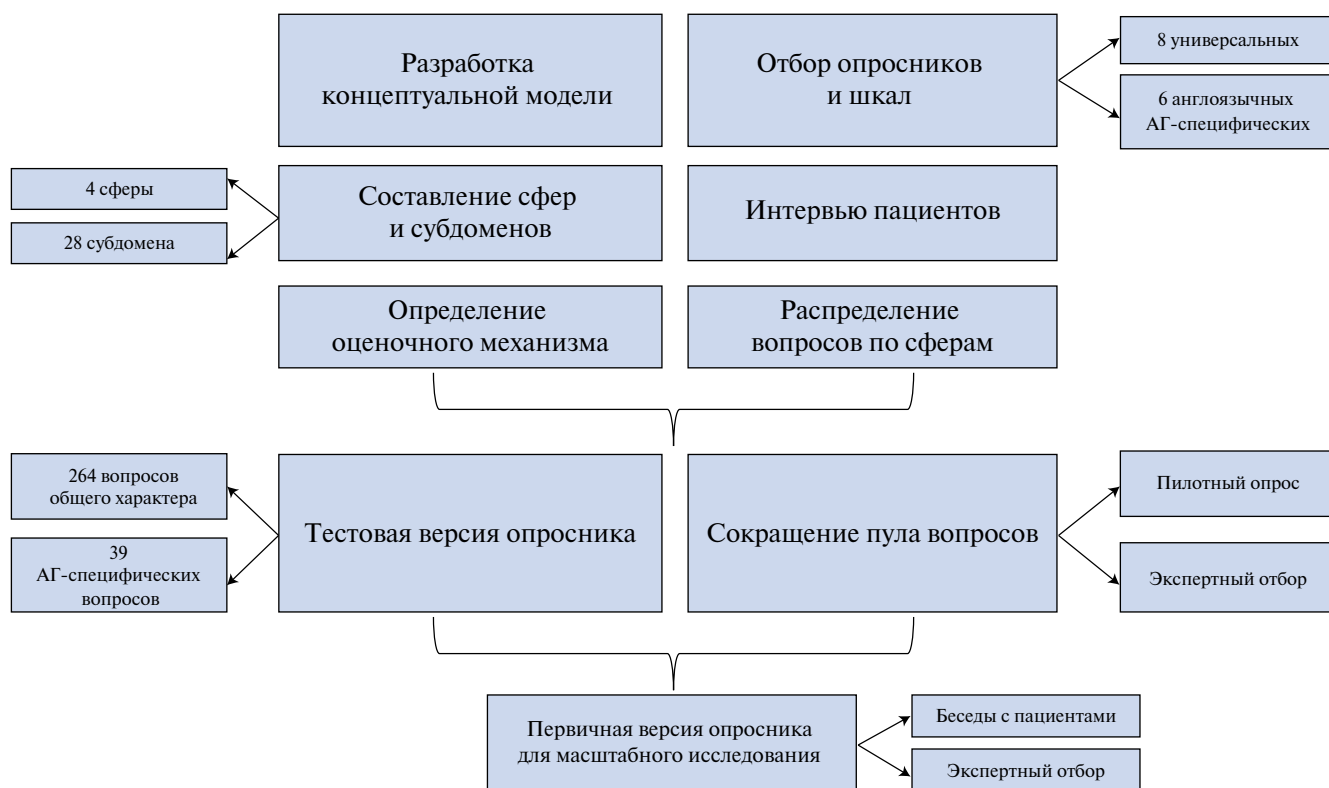 Разработка
концептуальной модели
Отбор опросников
и шкал
8 универсальных
6 англоязычных
АГ-специфических
4 сферы
28 субдомена
Составление сфер
и субдоменов
Интервью пациентов
Определение
оценочного механизма
Распределение
вопросов по сферам
264 вопросов
общего характера
39
АГ-специфических
вопросов
Тестовая версия опросника
Сокращение пула вопросов
Пилотный опрос
Экспертный отбор
Первичная версия опросника
для масштабного исследования
Беседы с пациентами
Экспертный отбор